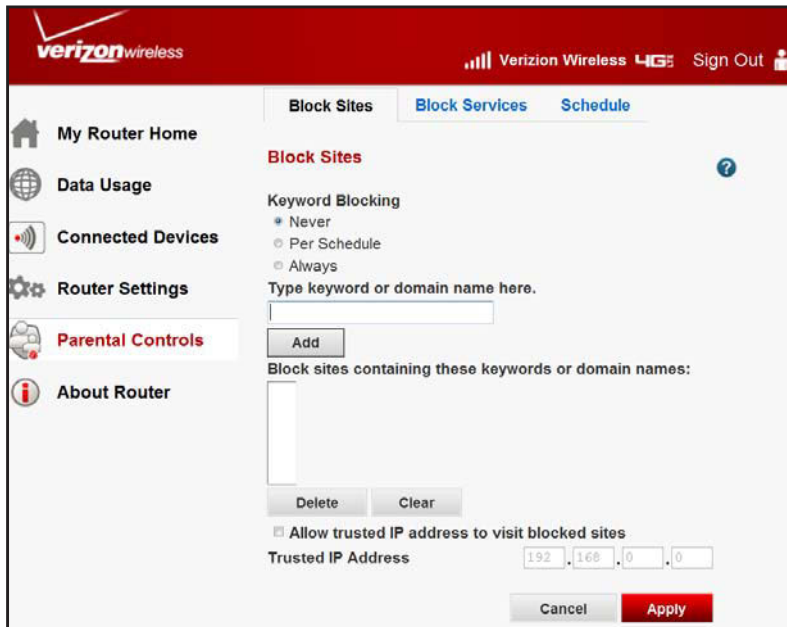 verizonwireless
Verizion Wireless 4G LTE Sign Out
Block Sites Block Services Schedule
My Router Home
Data Usage
Connected Devices
Router Settings
Parental Controls
About Router
Block Sites
?
Keyword Blocking
Never
Per Schedule
Always
Type keyword or domain name here.
Add
Block sites containing these keywords or domain names:
Delete Clear
Allow trusted IP address to visit blocked sites
Trusted IP Address 192 . 168 . 0 . 0
Cancel Apply